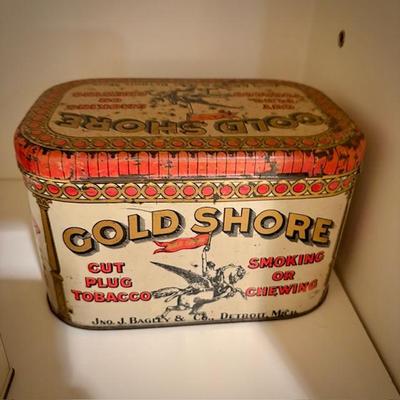 GOLD SHORE
GOLD SHORE
CUT
PLUG
TOBACCO
SMOKING
OR
CHEWING
JNO. J. BAGLEY & CO., DETROIT, MICH.